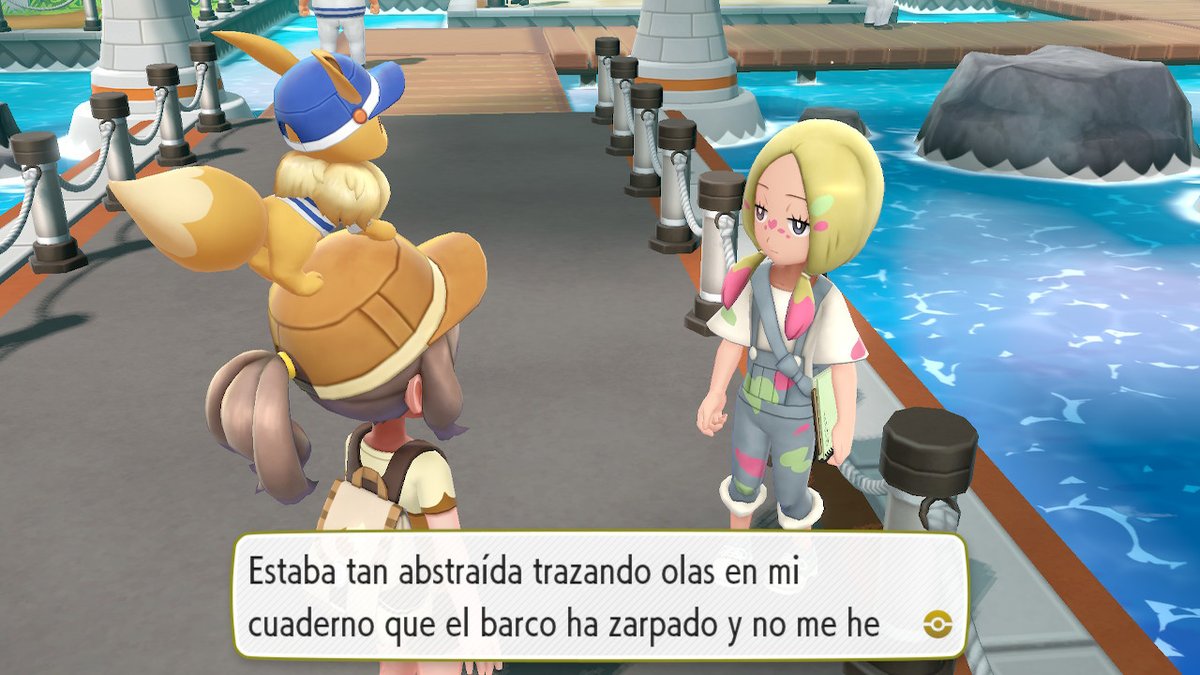 Estaba tan abstraída trazando olas en mi
cuaderno que el barco ha zarpado y no me he